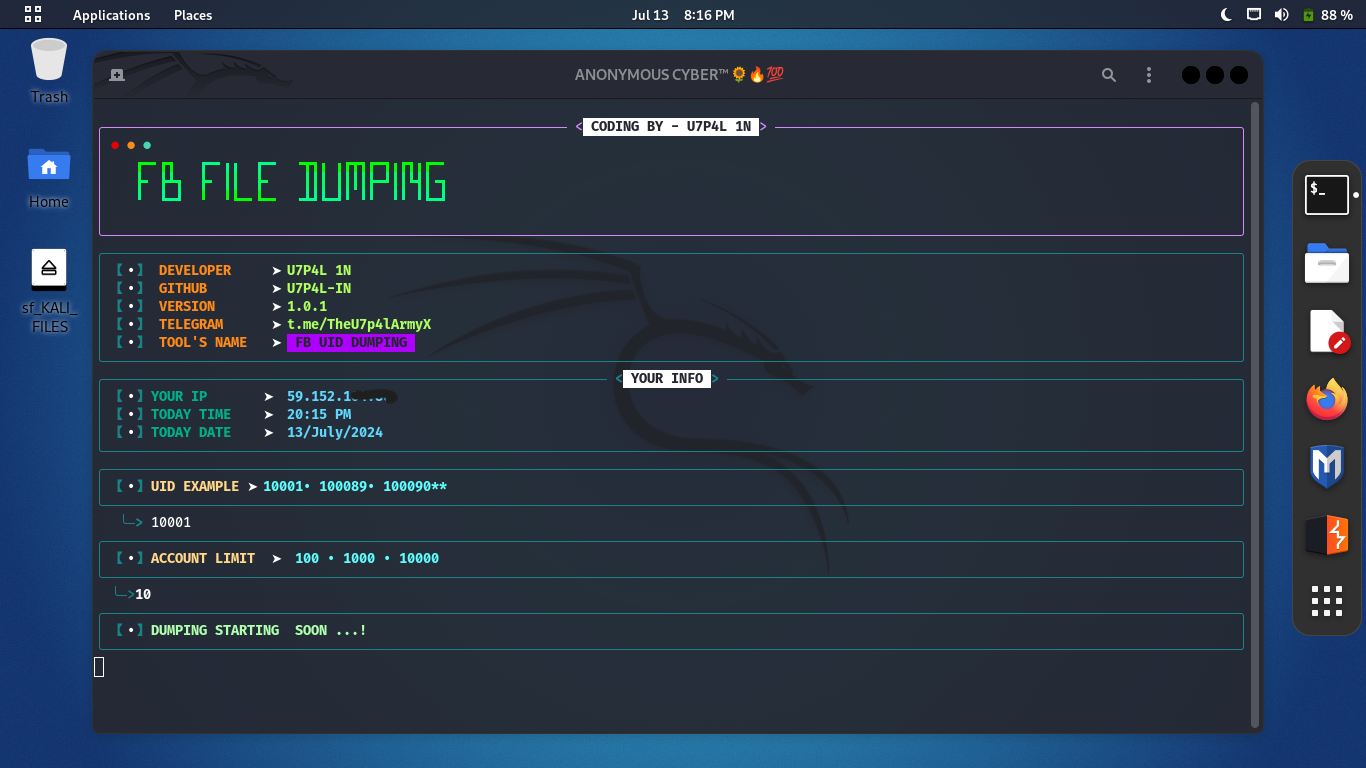 Applications Places Jul 13 8:16 PM 88 %
Trash
Home
sf_KALI_
FILES
ANONYMOUS CYBER™🌻🔥💯
< CODING BY - U7P4L 1N >
FB FILE DUMPING
【•】 DEVELOPER ➤ U7P4L 1N
【•】 GITHUB ➤ U7P4L-IN
【•】 VERSION ➤ 1.0.1
【•】 TELEGRAM ➤ t.me/TheU7p4lArmyX
【•】 TOOL'S NAME ➤ FB UID DUMPING
< YOUR INFO >
【•】YOUR IP ➤ 59.152.1
【•】TODAY TIME ➤ 20:15 PM
【•】TODAY DATE ➤ 13/July/2024
【•】UID EXAMPLE ➤ 10001• 100089• 100090**
╰─> 10001
【•】ACCOUNT LIMIT ➤ 100 • 1000 • 10000
╰─>10
【•】DUMPING STARTING SOON ...!
$_